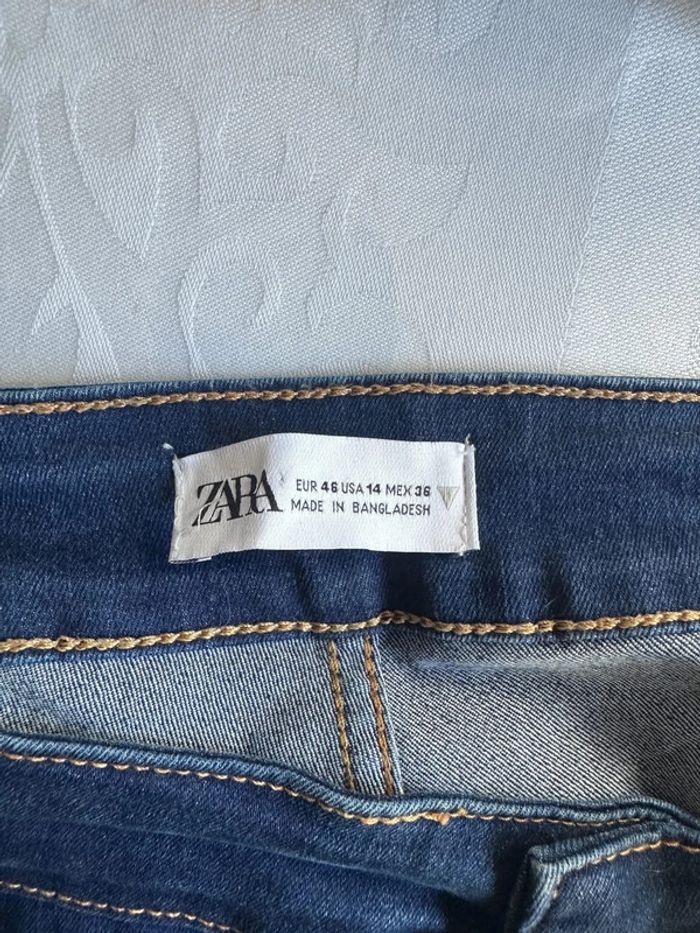 ZARA
EUR 46 USA 14 MEX 36
MADE IN BANGLADESH